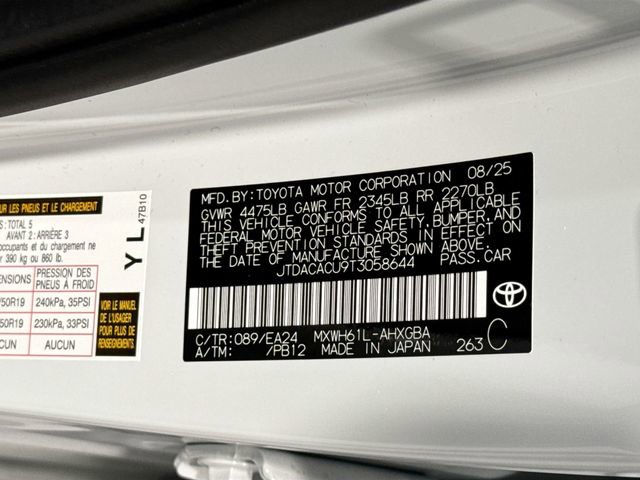 US LES PNEUS ET LE CHARGEMENT
S: TOTAL 5
AVANT 2: ARRIÈRE 3
occupants et du chargement ne
r 390 kg ou 860 lb.
PRESSION DES
PNEUS À FROID
/50R19 240kPa, 35PSI
/50R19 230kPa, 33PSI
CUN AUCUN
VOIR LE MANUEL
DE L'USAGER
POUR PLUS DE
RENSEIGNEMENTS
YL
47B10
MFD. BY: TOYOTA MOTOR CORPORATION 08/25
GVWR 4475LB GAWR FR 2345LB RR 2270LB
THIS VEHICLE CONFORMS TO ALL APPLICABLE
FEDERAL MOTOR VEHICLE SAFETY, BUMPER, AND
THEFT PREVENTION STANDARDS IN EFFECT ON
THE DATE OF MANUFACTURE SHOWN ABOVE.
JTDACACU9T3058644 PASS. CAR
C/TR: 089/EA24 MXWH61L-AHXGBA
A/TM: /PB12 MADE IN JAPAN 263 C